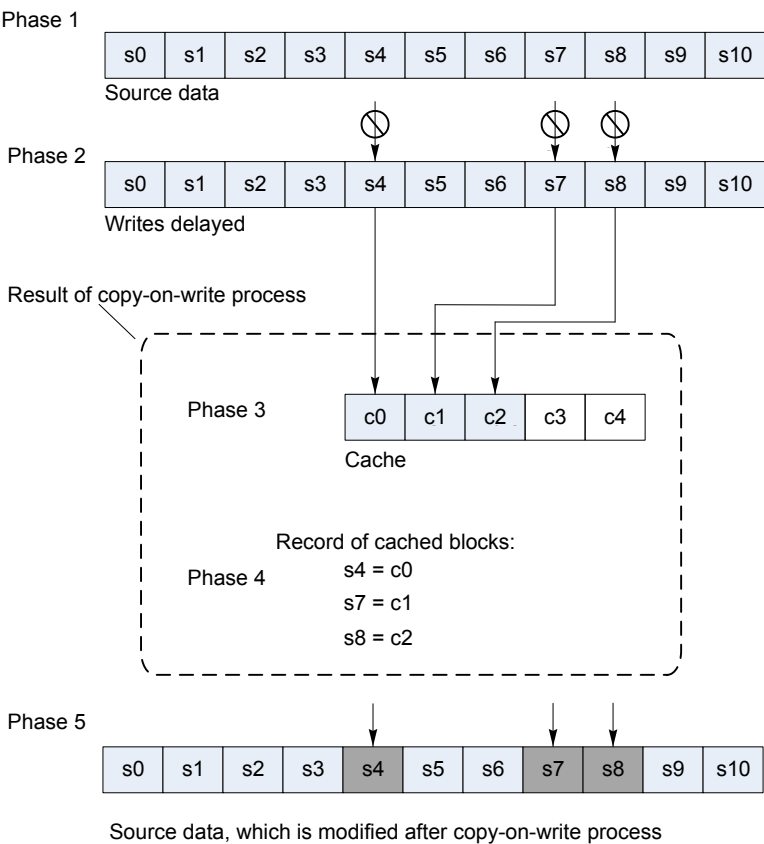 Phase 1
s0 s1 s2 s3 s4 s5 s6 s7 s8 s9 s10
Source data
Phase 2
s0 s1 s2 s3 s4 s5 s6 s7 s8 s9 s10
Writes delayed
Result of copy-on-write process
Phase 3
c0 c1 c2 c3 c4
Cache
Record of cached blocks:
Phase 4
s4 = c0
s7 = c1
s8 = c2
Phase 5
s0 s1 s2 s3 s4 s5 s6 s7 s8 s9 s10
Source data, which is modified after copy-on-write process